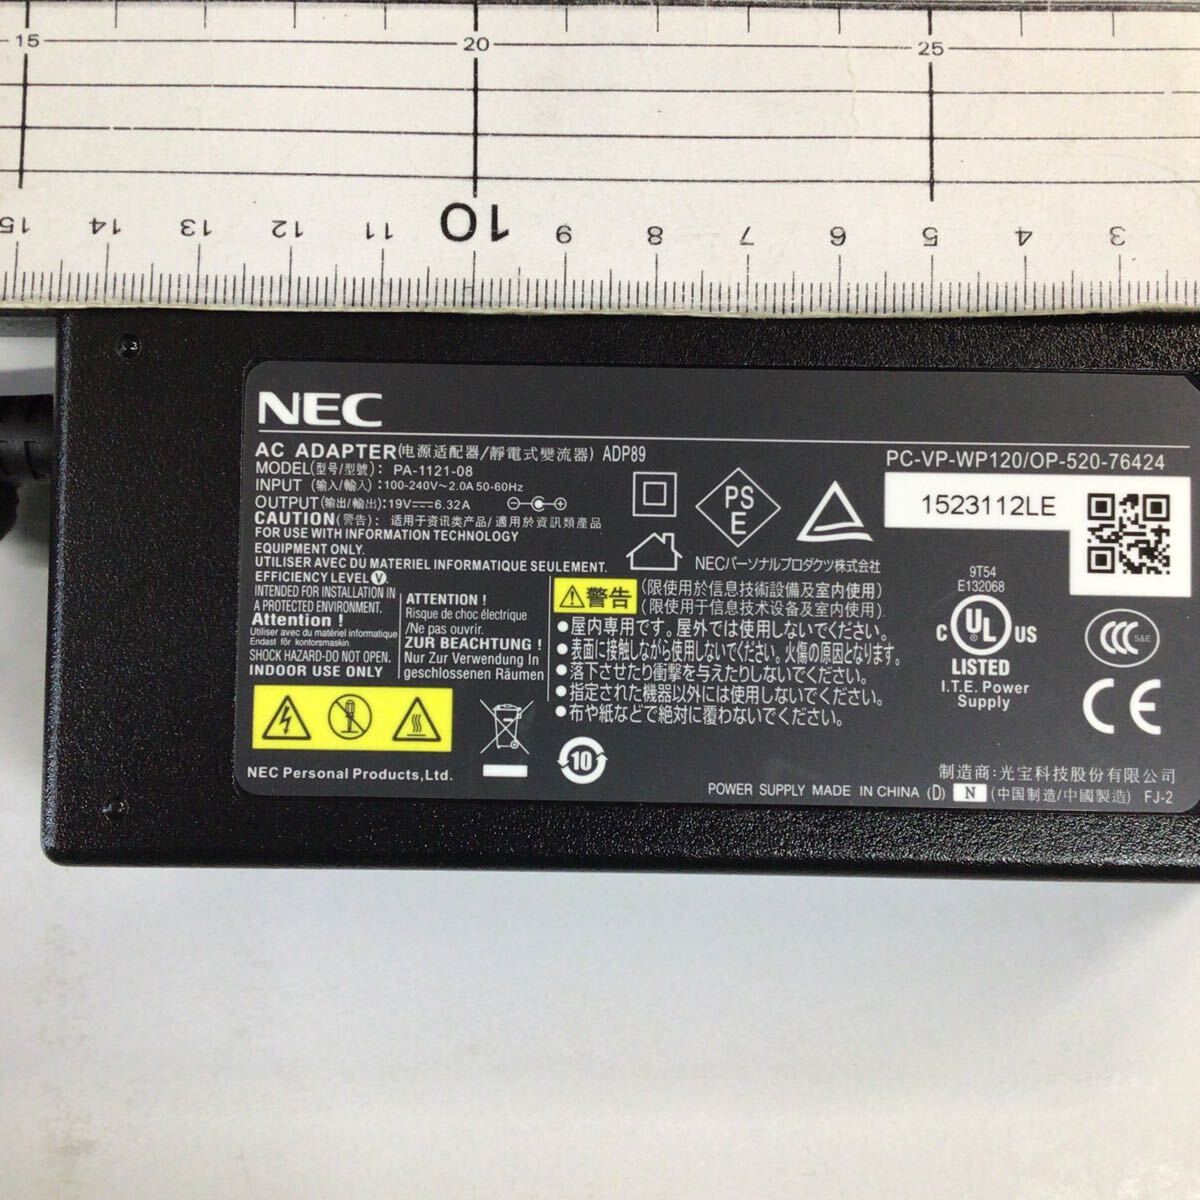 15 20 25
15 14 13 12 11 10 9 8 7 6 5 4 3
NEC
AC ADAPTER(电源适配器/靜電式變流器) ADP89
MODEL(型号/型號): PA-1121-08
INPUT (输入/輸入):100-240V~2.0A 50-60Hz
OUTPUT(输出/輸出):19V⎓6.32A
CAUTION(警告): 适用于资讯类产品/適用於資訊類產品
FOR USE WITH INFORMATION TECHNOLOGY
EQUIPMENT ONLY.
UTILISER AVEC DU MATERIEL INFORMATIQUE SEULEMENT.
EFFICIENCY LEVEL V
INTENDED FOR INSTALLATION IN
A PROTECTED ENVIRONMENT.
Attention !
Utiliser avec du matériel informatique
Endast för kontorsmaskin
SHOCK HAZARD-DO NOT OPEN.
INDOOR USE ONLY
ATTENTION !
Risque de choc électrique
/Ne pas ouvrir.
ZUR BEACHTUNG !
Nur Zur Verwendung In
geschlossenen Räumen
NEC Personal Products,Ltd.
PS
E
NECパーソナルプロダクツ株式会社
警告
(限使用於信息技術設備及室内使用)
(限使用于信息技术设备及室内使用).
●屋内専用です。屋外では使用しないでください。
●表面に接触しながら使用しないでください。火傷の原因となります。
●落下させたり衝撃を与えたりしないでください。
●指定された機器以外には使用しないでください。
●布や紙などで絶対に覆わないでください。
10
PC-VP-WP120/OP-520-76424
1523112LE
9T54
E132068
C UL US
LISTED
I.T.E. Power
Supply
CCC S&E
CE
制造商:光宝科技股份有限公司
POWER SUPPLY MADE IN CHINA (D) N (中国制造/中國製造) FJ-2